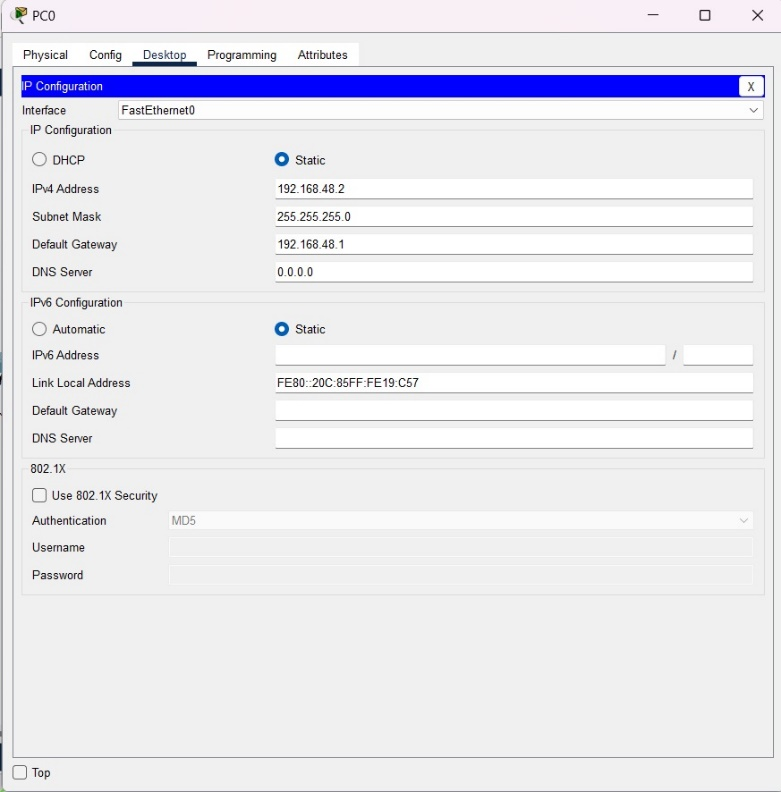 PC0
Physical Config Desktop Programming Attributes
IP Configuration X
Interface FastEthernet0
IP Configuration
DHCP Static
IPv4 Address 192.168.48.2
Subnet Mask 255.255.255.0
Default Gateway 192.168.48.1
DNS Server 0.0.0.0
IPv6 Configuration
Automatic Static
IPv6 Address /
Link Local Address FE80::20C:85FF:FE19:C57
Default Gateway
DNS Server
802.1X
Use 802.1X Security
Authentication MD5
Username
Password
Top